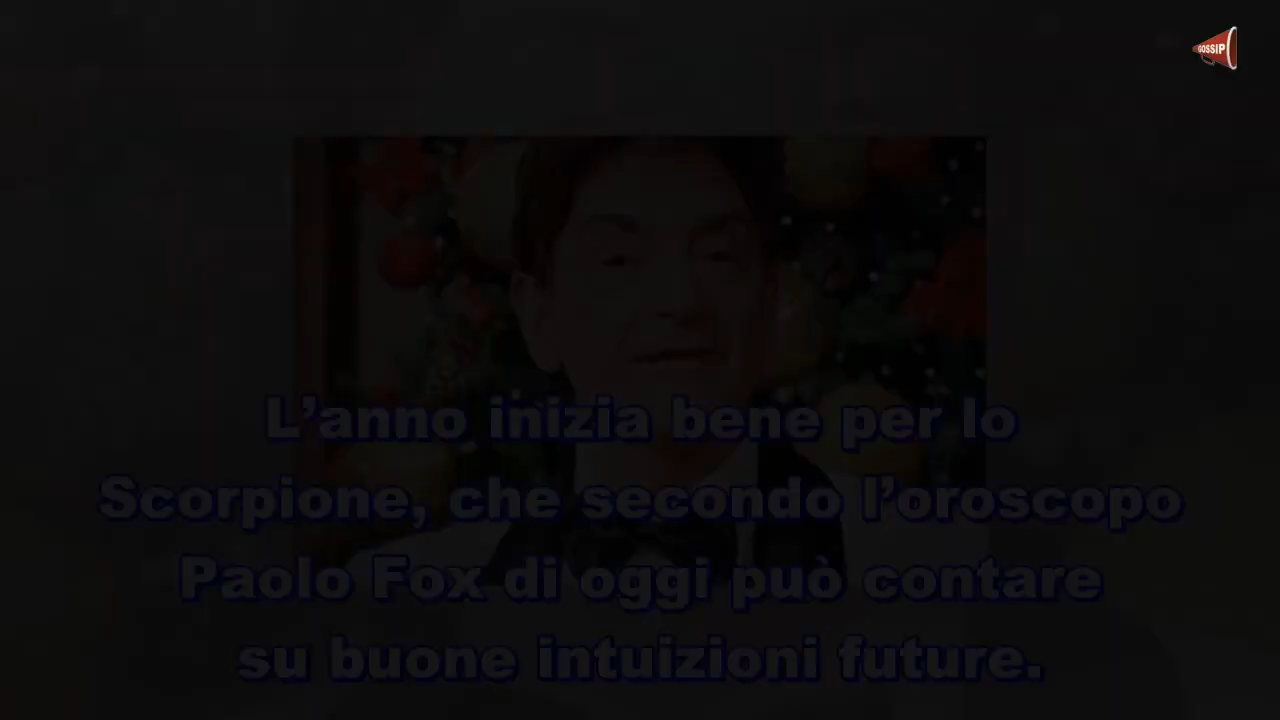 GOSSIP
L’anno inizia bene per lo
Scorpione, che secondo l’oroscopo
Paolo Fox di oggi può contare
su buone intuizioni future.